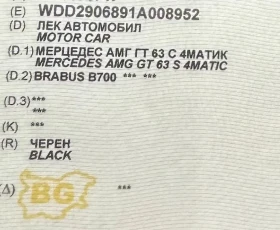 (E) WDD2906891A008952
(D) ЛЕК АВТОМОБИЛ
MOTOR CAR
(D.1) МЕРЦЕДЕС АМГ ГТ 63 С 4МАТИК
MERCEDES AMG GT 63 S 4MATIC
(D.2) BRABUS B700 *** ***
(D.3) ***
***
(K) ***
(R) ЧЕРЕН
BLACK
(Δ) BG ***